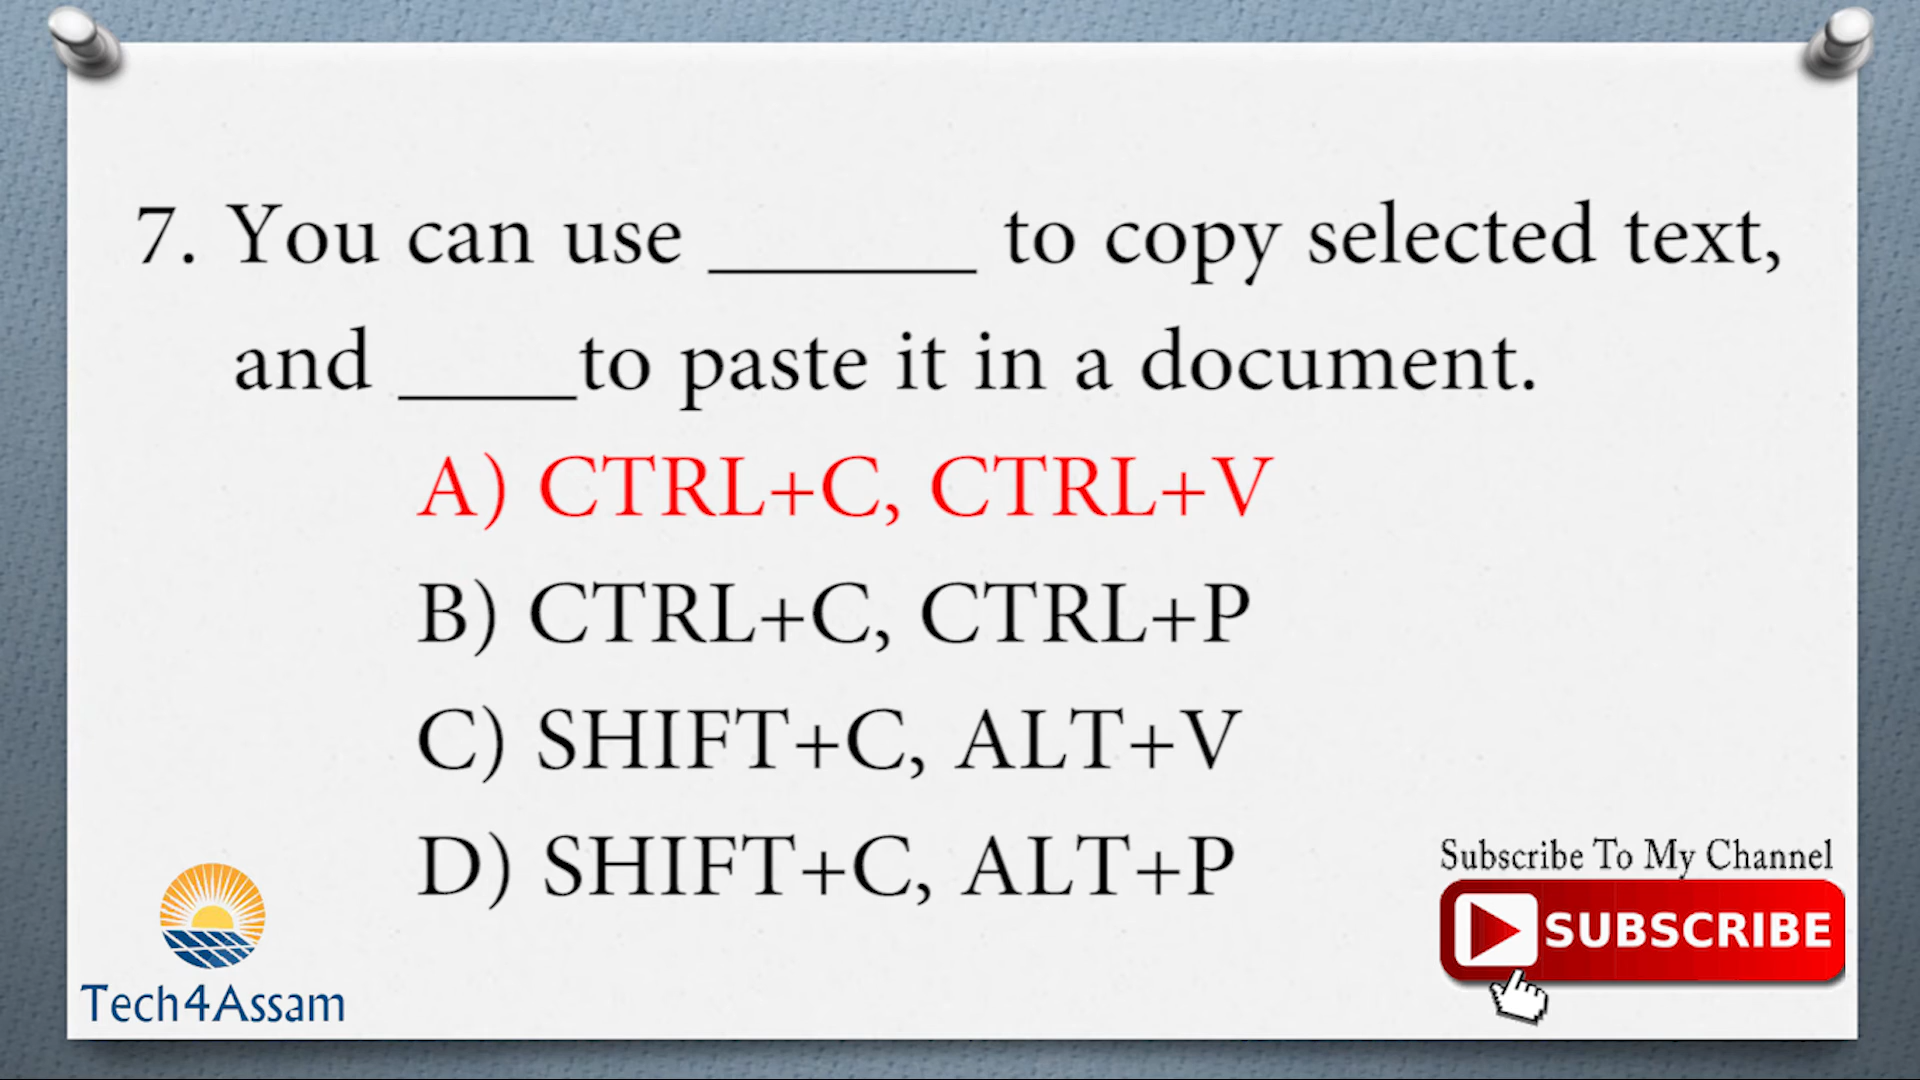 7. You can use ______ to copy selected text,
and ____to paste it in a document.
A) CTRL+C, CTRL+V
B) CTRL+C, CTRL+P
C) SHIFT+C, ALT+V
D) SHIFT+C, ALT+P
Tech4Assam
Subscribe To My Channel
SUBSCRIBE